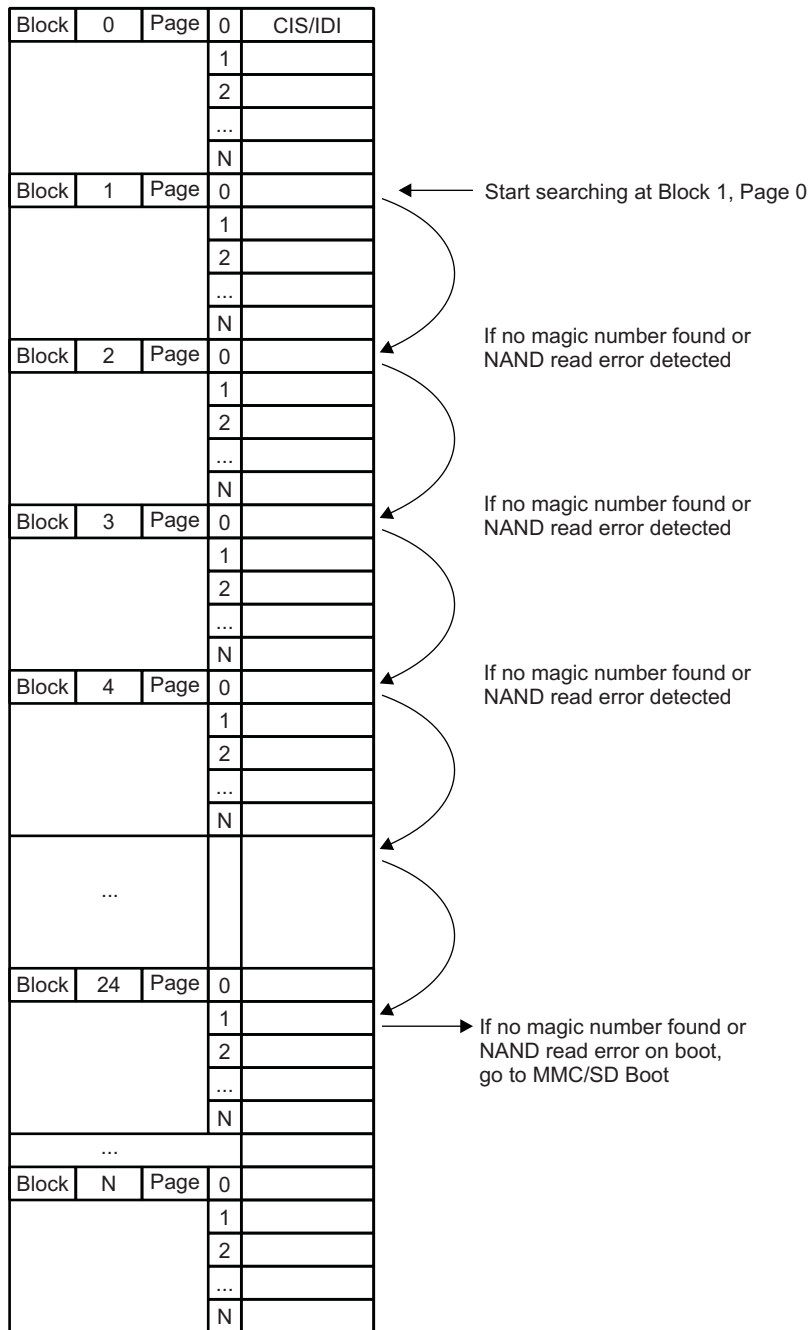 Block 0 Page 0 CIS/IDI
1
2
...
N
Block 1 Page 0 Start searching at Block 1, Page 0
1
2
...
N
If no magic number found or
NAND read error detected
Block 2 Page 0
1
2
...
N
If no magic number found or
NAND read error detected
Block 3 Page 0
1
2
...
N
If no magic number found or
NAND read error detected
Block 4 Page 0
1
2
...
N
...
Block 24 Page 0
1
2
...
N
If no magic number found or
NAND read error on boot,
go to MMC/SD Boot
...
Block N Page 0
1
2
...
N